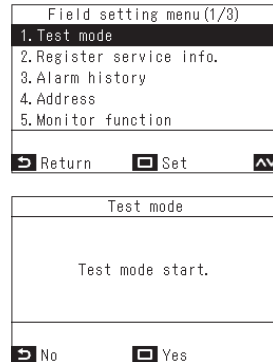 Field setting menu(1/3)
1. Test mode
2. Register service info.
3. Alarm history
4. Address
5. Monitor function
Return Set
Test mode
Test mode start.
No Yes